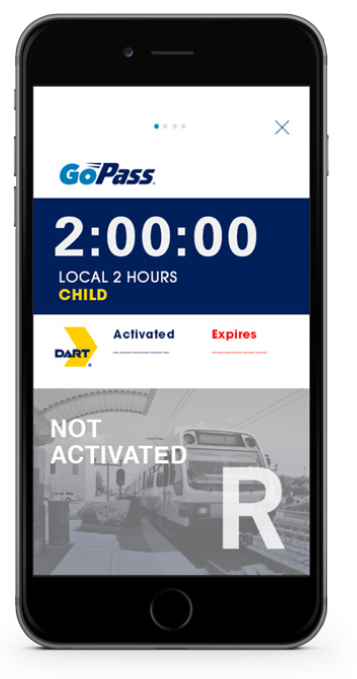 GoPass
2:00:00
LOCAL 2 HOURS
CHILD
DART
Activated
Expires
NOT
ACTIVATED
R